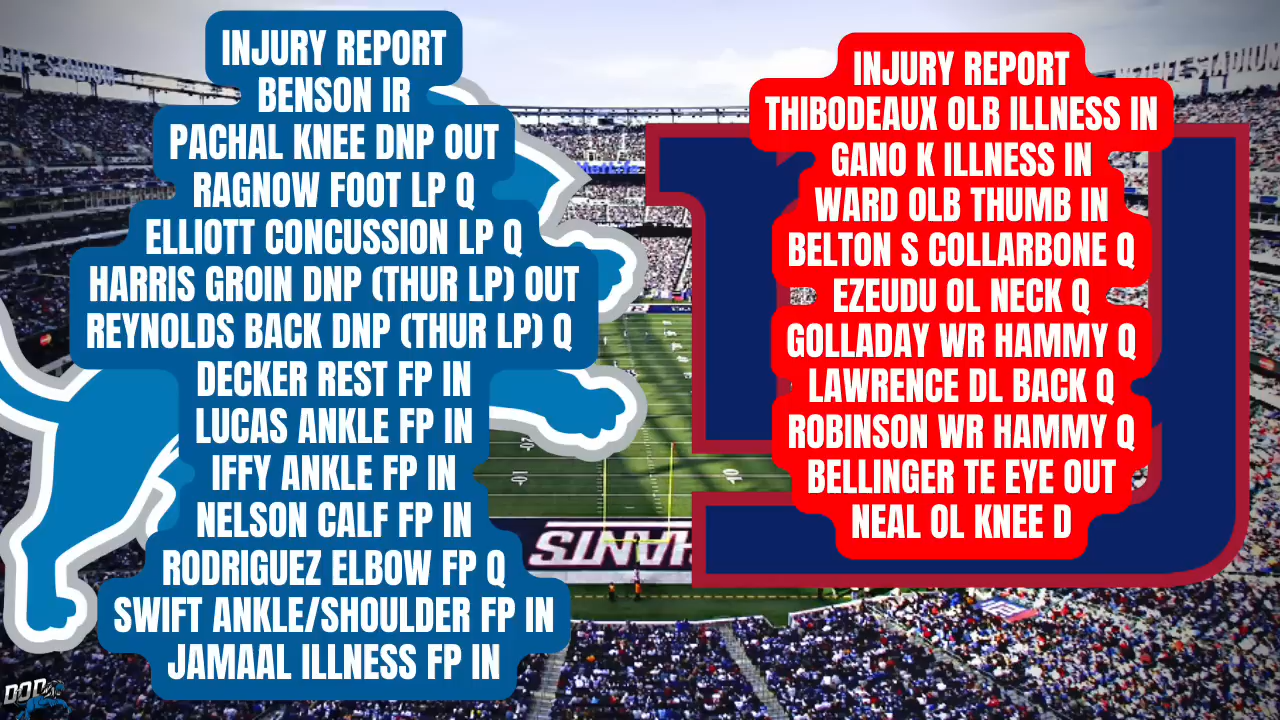 INJURY REPORT
BENSON IR
PACHAL KNEE DNP OUT
RAGNOW FOOT LP Q
ELLIOTT CONCUSSION LP Q
HARRIS GROIN DNP (THUR LP) OUT
REYNOLDS BACK DNP (THUR LP) Q
DECKER REST FP IN
LUCAS ANKLE FP IN
IFFY ANKLE FP IN
NELSON CALF FP IN
RODRIGUEZ ELBOW FP Q
SWIFT ANKLE/SHOULDER FP IN
JAMAAL ILLNESS FP IN
INJURY REPORT
THIBODEAUX OLB ILLNESS IN
GANO K ILLNESS IN
WARD OLB THUMB IN
BELTON S COLLARBONE Q
EZEUDU OL NECK Q
GOLLADAY WR HAMMY Q
LAWRENCE DL BACK Q
ROBINSON WR HAMMY Q
BELLINGER TE EYE OUT
NEAL OL KNEE D
MetLife
10